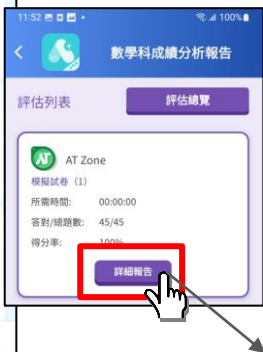 11:52
100%
數學科成績分析報告
評估列表
評估總覽
AT Zone
模擬試卷（1）
所需時間: 00:00:00
答對/總題數: 45/45
得分率: 100%
詳細報告